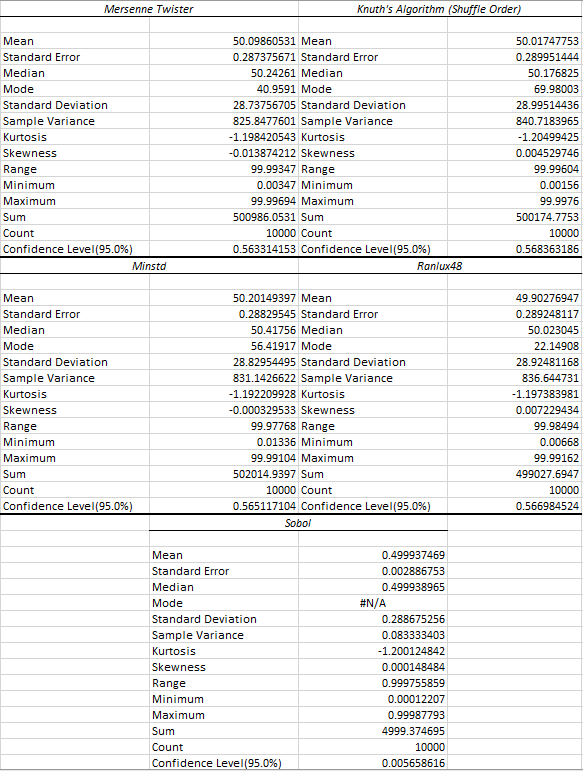 Mersenne Twister Knuth's Algorithm (Shuffle Order)
Mean 50.09860531 Mean 50.01747753
Standard Error 0.287375671 Standard Error 0.289951444
Median 50.24261 Median 50.176825
Mode 40.9591 Mode 69.98003
Standard Deviation 28.73756705 Standard Deviation 28.99514436
Sample Variance 825.8477601 Sample Variance 840.7183965
Kurtosis -1.198420543 Kurtosis -1.20499425
Skewness -0.013874212 Skewness 0.004529746
Range 99.99347 Range 99.99604
Minimum 0.00347 Minimum 0.00156
Maximum 99.99694 Maximum 99.9976
Sum 500986.0531 Sum 500174.7753
Count 10000 Count 10000
Confidence Level(95.0%) 0.563314153 Confidence Level(95.0%) 0.568363186
Minstd Ranlux48
Mean 50.20149397 Mean 49.90276947
Standard Error 0.28829545 Standard Error 0.289248117
Median 50.41756 Median 50.023045
Mode 56.41917 Mode 22.14908
Standard Deviation 28.82954495 Standard Deviation 28.92481168
Sample Variance 831.1426622 Sample Variance 836.644731
Kurtosis -1.192209928 Kurtosis -1.197383981
Skewness -0.000329533 Skewness 0.007229434
Range 99.97768 Range 99.98494
Minimum 0.01336 Minimum 0.00668
Maximum 99.99104 Maximum 99.99162
Sum 502014.9397 Sum 499027.6947
Count 10000 Count 10000
Confidence Level(95.0%) 0.565117104 Confidence Level(95.0%) 0.566984524
Sobol
Mean 0.499937469
Standard Error 0.002886753
Median 0.499938965
Mode #N/A
Standard Deviation 0.288675256
Sample Variance 0.083333403
Kurtosis -1.200124842
Skewness 0.000148484
Range 0.999755859
Minimum 0.00012207
Maximum 0.99987793
Sum 4999.374695
Count 10000
Confidence Level(95.0%) 0.005658616